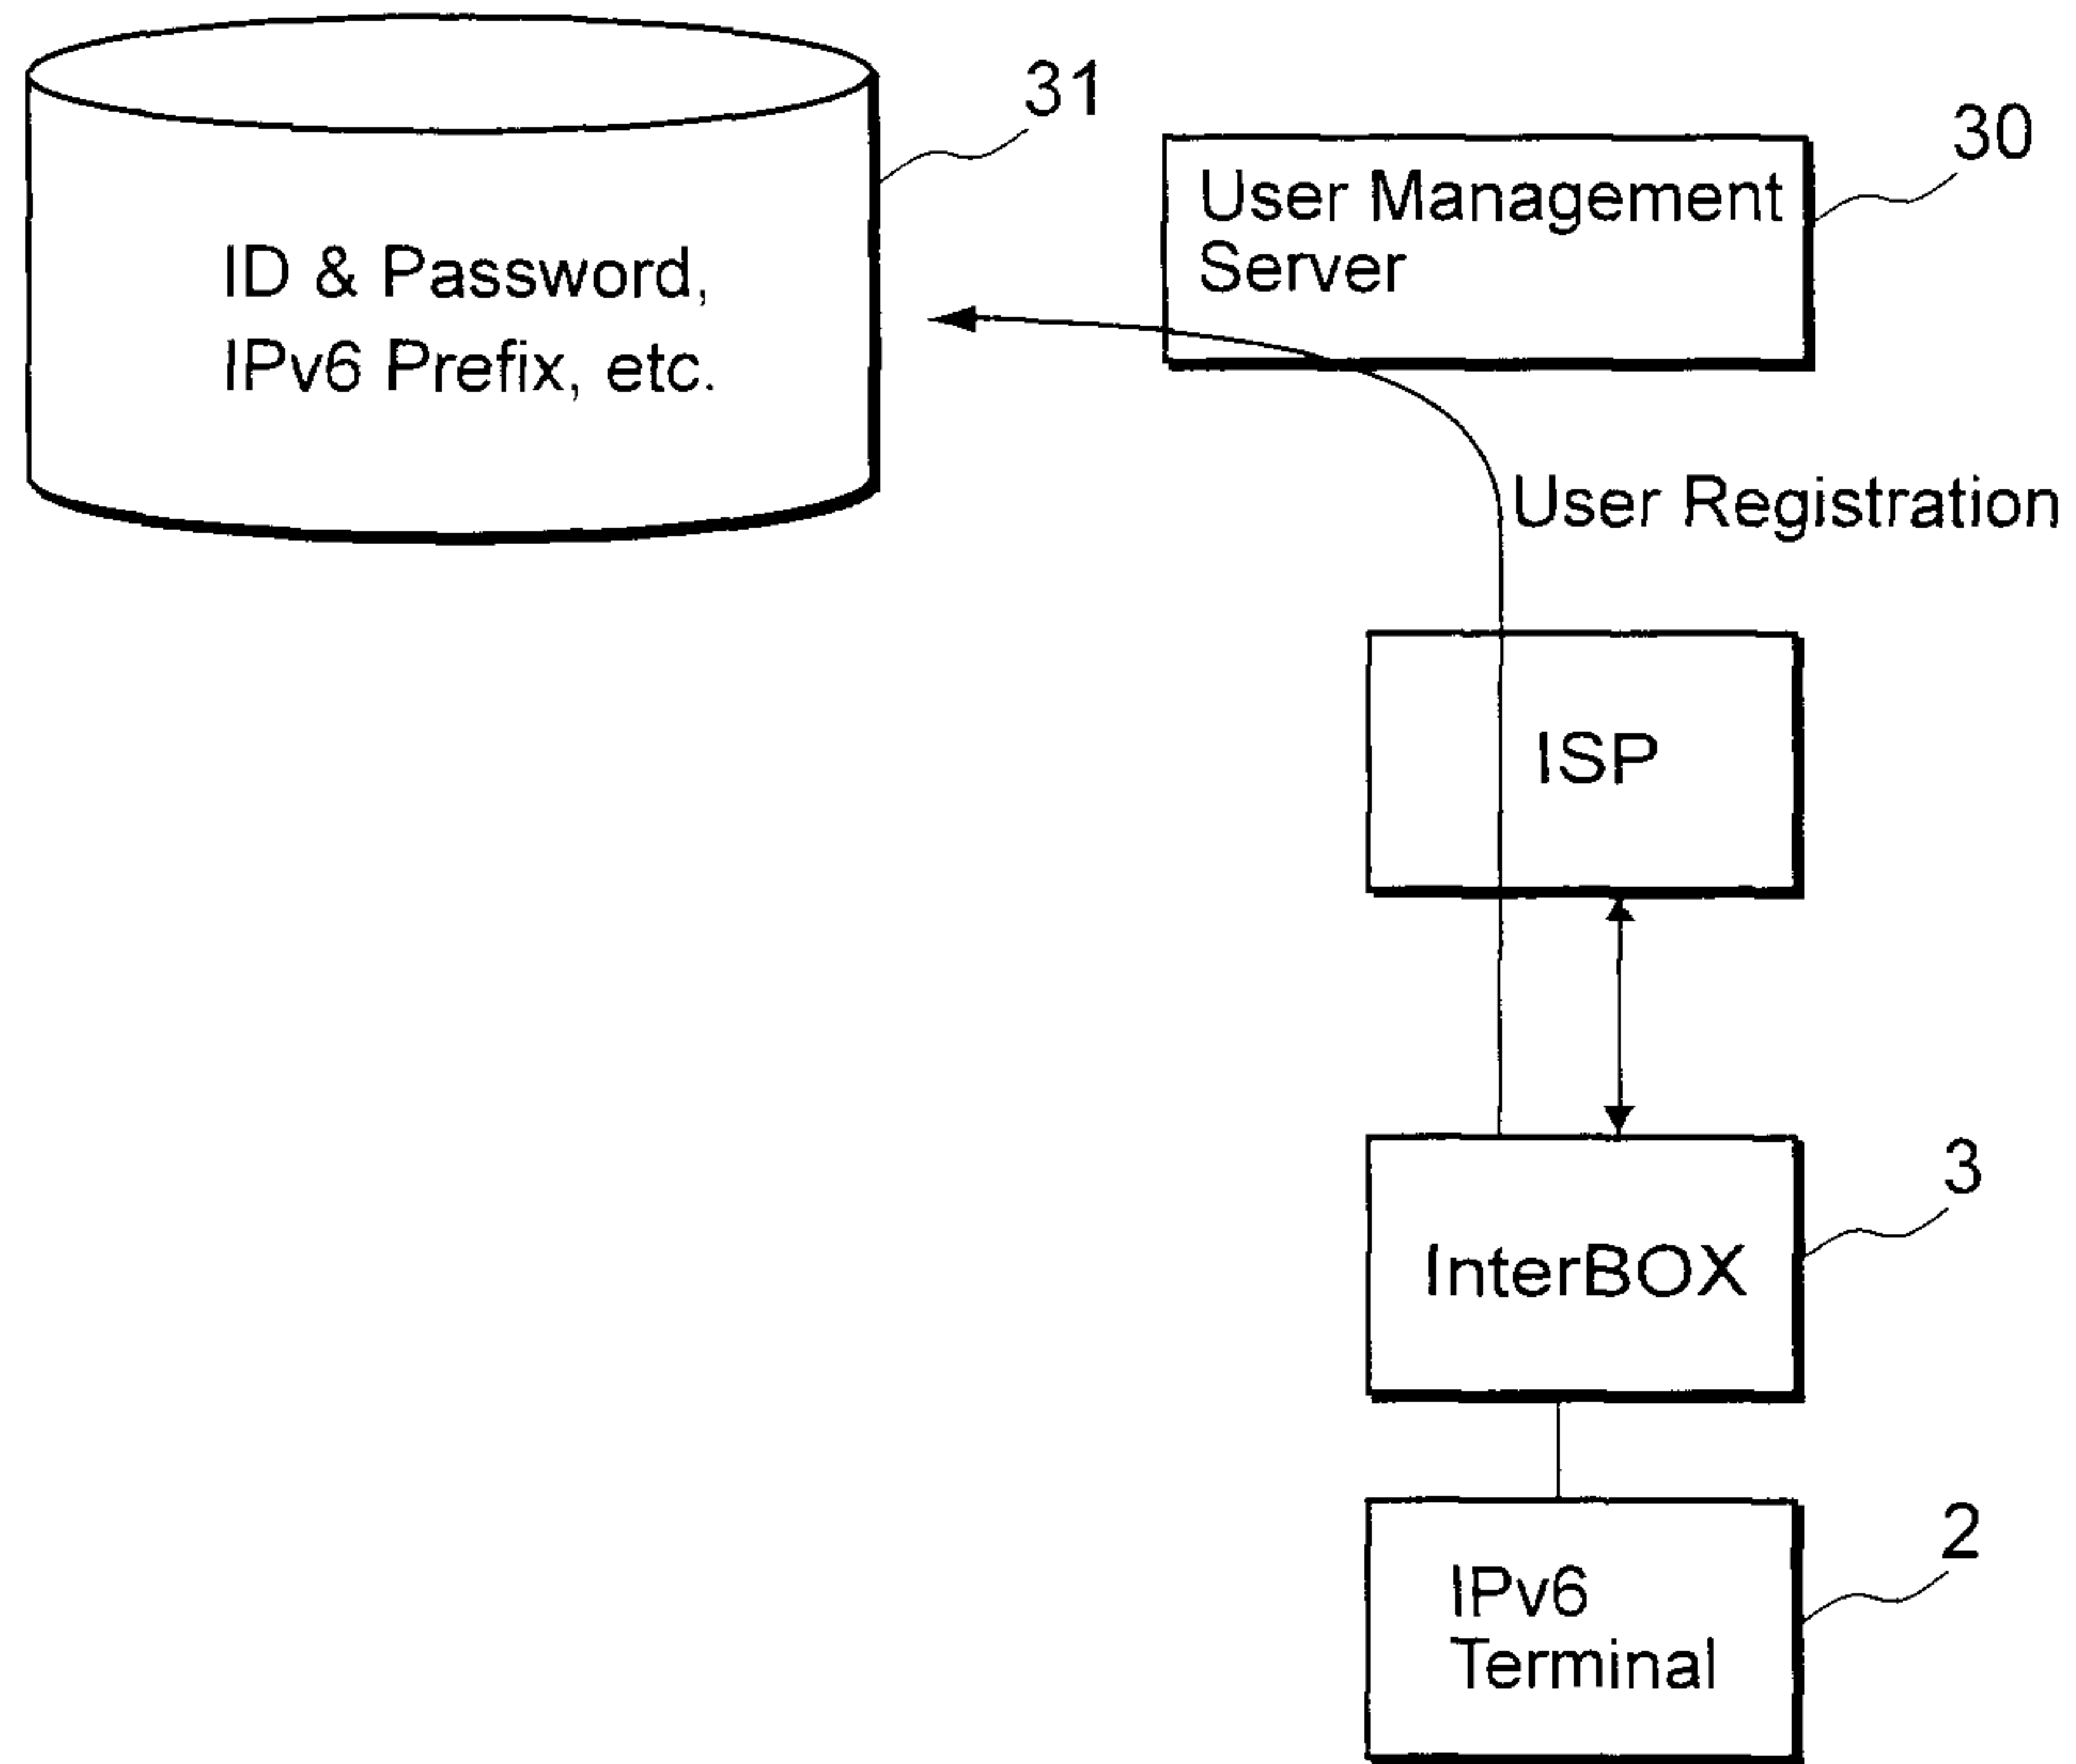 31
30
User Management
Server
ID & Password,
IPv6 Prefix, etc.
User Registration
ISP
3
InterBOX
2
IPv6
Terminal